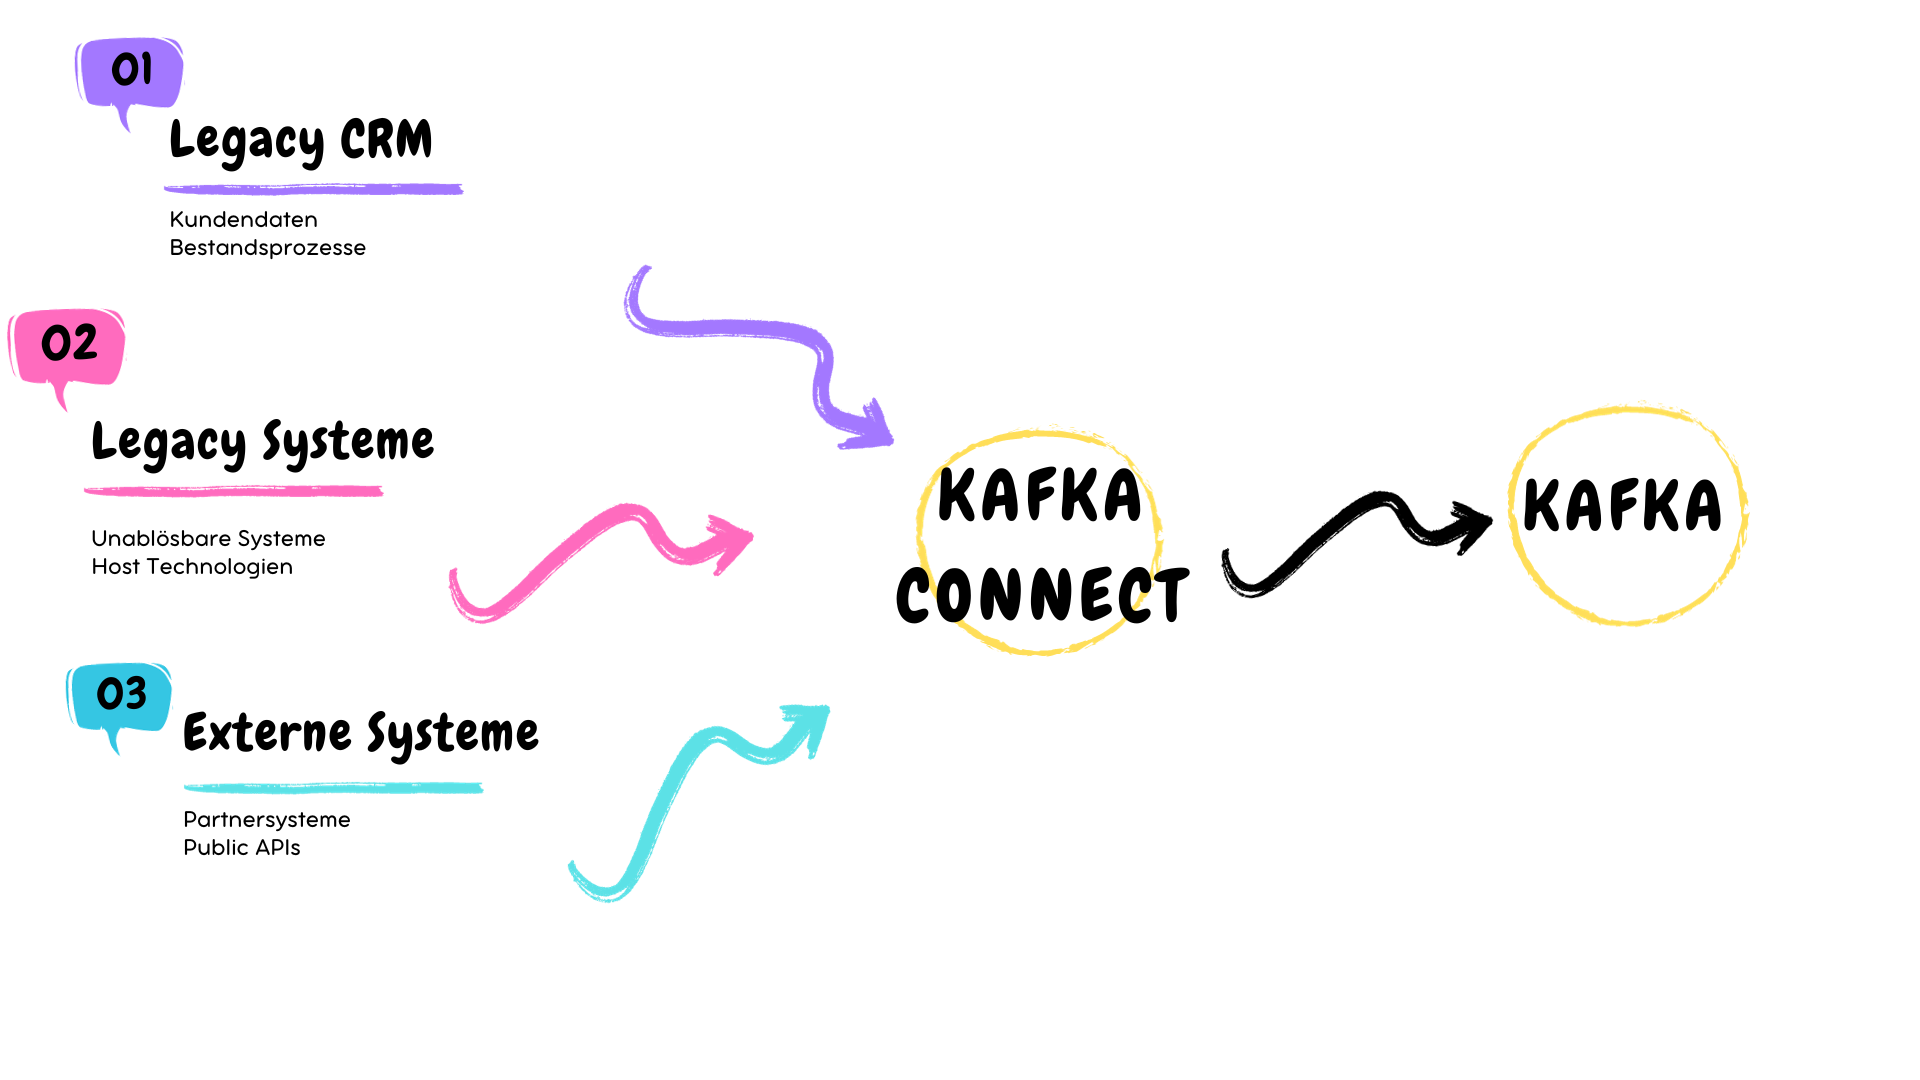 01
Legacy CRM
Kundendaten
Bestandsprozesse
02
Legacy Systeme
Unablösbare Systeme
Host Technologien
03
Externe Systeme
Partnersysteme
Public APIs
KAFKA
CONNECT
KAFKA